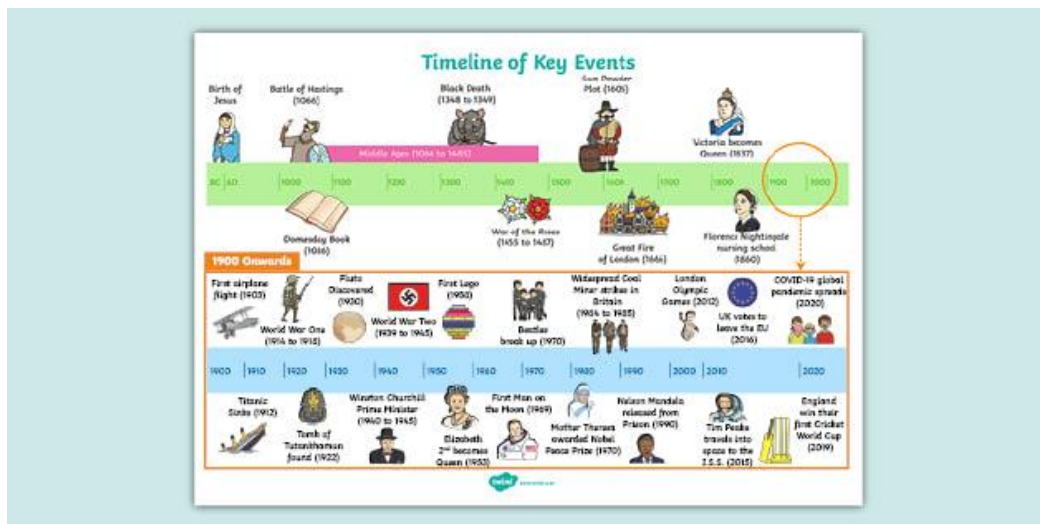 Timeline of Key Events
Birth of
Jesus
Battle of Hastings
(1066)
Black Death
(1348 to 1349)
Gun Powder
Plot (1605)
Victoria becomes
Queen (1837)
Middle Ages (1066 to 1485)
BC AD 1000 1100 1200 1300 1400 1500 1600 1700 1800 1900 2000
Domesday Book
(1086)
War of the Roses
(1455 to 1487)
Great Fire
of London (1666)
Florence Nightingale
nursing school
(1860)
1900 Onwards
First airplane
flight (1903)
World War One
(1914 to 1918)
Pluto
Discovered
(1930)
World War Two
(1939 to 1945)
First Lego
(1958)
Beatles
break up (1970)
Widespread Coal
Miner strikes in
Britain
(1984 to 1985)
London
Olympic
Games (2012)
UK votes to
leave the EU
(2016)
COVID-19 global
pandemic spreads
(2020)
1900 1910 1920 1930 1940 1950 1960 1970 1980 1990 2000 2010 2020
Titanic
Sinks (1912)
Tomb of
Tutankhamun
found (1922)
Winston Churchill
Prime Minister
(1940 to 1945)
Elizabeth
2nd becomes
Queen (1953)
First Man on
the Moon (1969)
Mother Theresa
awarded Nobel
Peace Prize (1970)
Nelson Mandela
released from
Prison (1990)
Tim Peake
travels into
space to the
I.S.S. (2015)
England
win their
first Cricket
World Cup
(2019)
twinkl